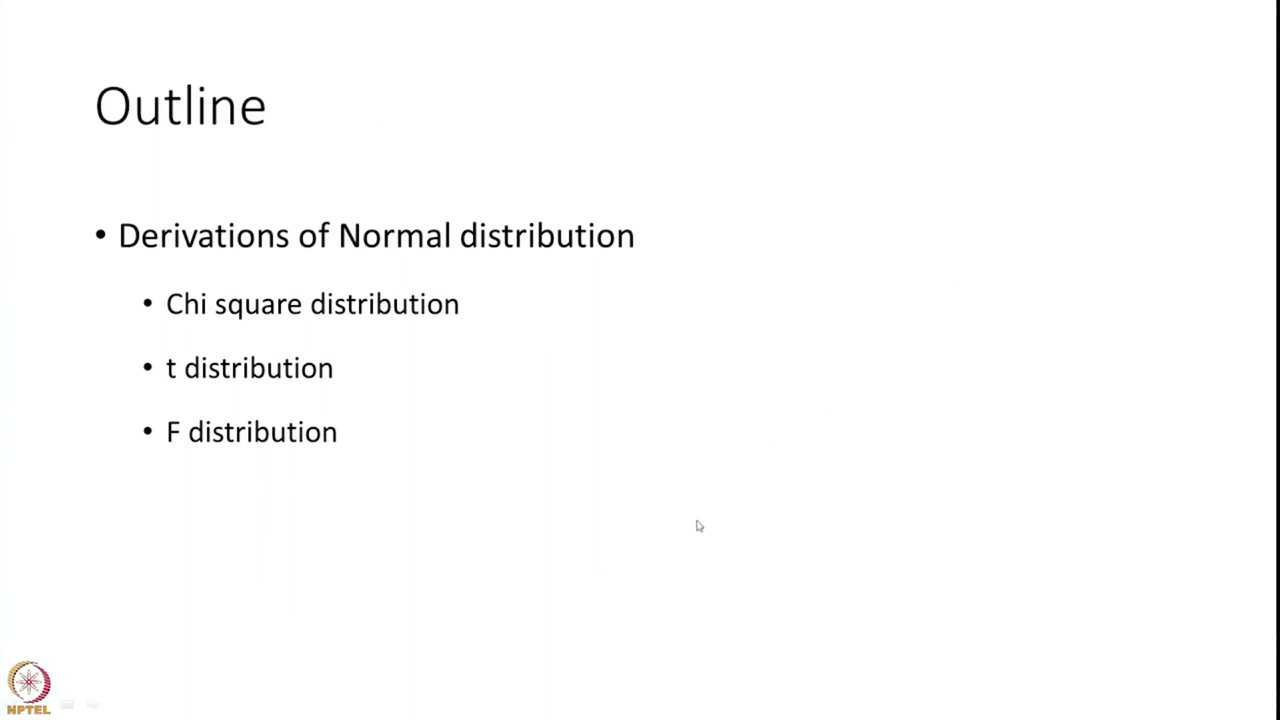 Outline
• Derivations of Normal distribution
• Chi square distribution
• t distribution
• F distribution
NPTEL